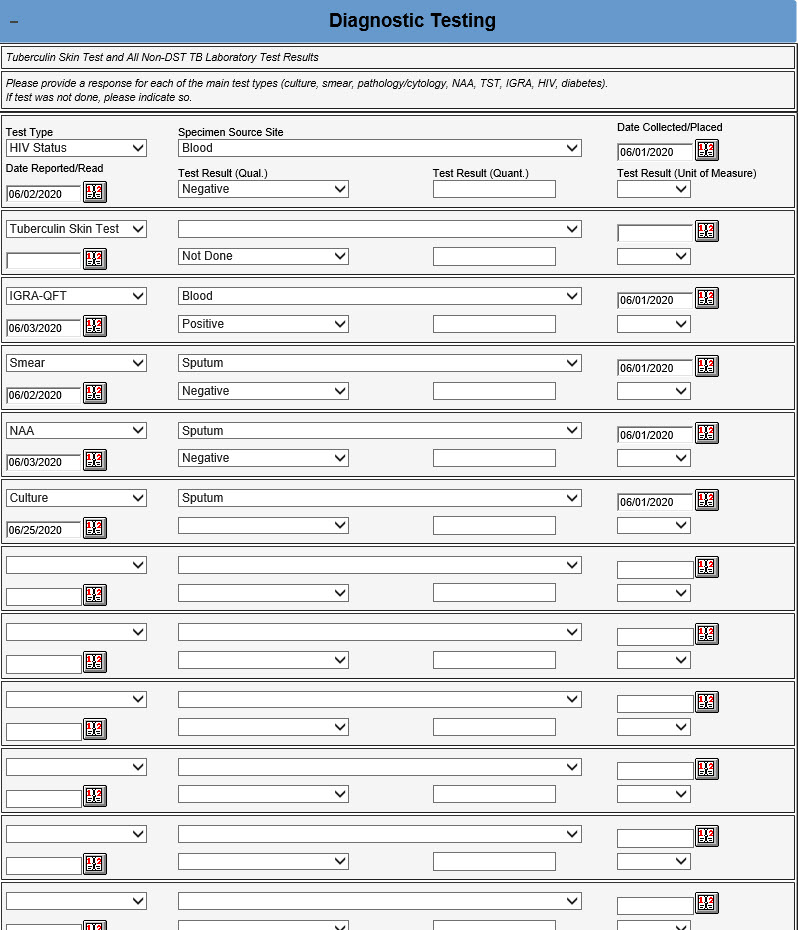 –
Diagnostic Testing
Tuberculin Skin Test and All Non-DST TB Laboratory Test Results
Please provide a response for each of the main test types (culture, smear, pathology/cytology, NAA, TST, IGRA, HIV, diabetes).
If test was not done, please indicate so.
Test Type Specimen Source Site Date Collected/Placed
HIV Status Blood 06/01/2020
Date Reported/Read Test Result (Qual.) Test Result (Quant.) Test Result (Unit of Measure)
06/02/2020 Negative
Tuberculin Skin Test
Not Done
IGRA-QFT Blood 06/01/2020
06/03/2020 Positive
Smear Sputum 06/01/2020
06/02/2020 Negative
NAA Sputum 06/01/2020
06/03/2020 Negative
Culture Sputum 06/01/2020
06/25/2020